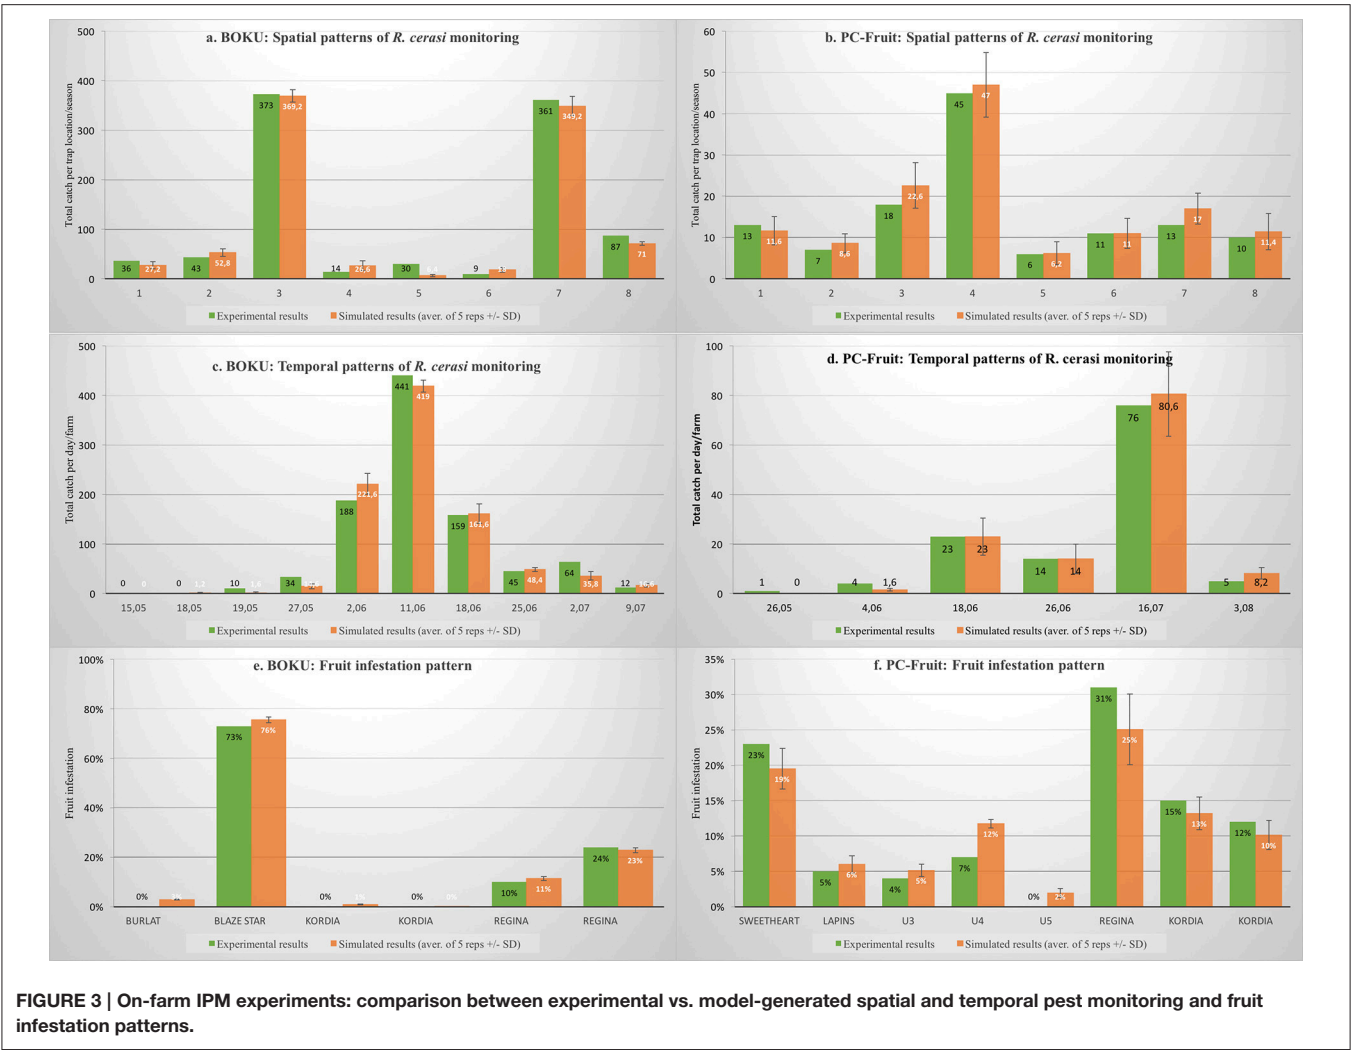 a. BOKU: Spatial patterns of R. cerasi monitoring
Total catch per trap location/season
500
400
300
200
100
0
36 27,2 43 52,8 373 369,2 14 26,6 30 9 361 349,2 87 71
1 2 3 4 5 6 7 8
Experimental results Simulated results (aver. of 5 reps +/- SD)
b. PC-Fruit: Spatial patterns of R. cerasi monitoring
Total catch per trap location/season
60
50
40
30
20
10
0
13 11,6 7 8,6 18 22,6 45 47 6 6,2 11 11 13 17 10 11,4
1 2 3 4 5 6 7 8
Experimental results Simulated results (aver. of 5 reps +/- SD)
c. BOKU: Temporal patterns of R. cerasi monitoring
Total catch per day/farm
500
400
300
200
100
0
0 0 0 1,2 10 34 188 221,6 441 419 159 161,6 45 48,4 64 35,8 12
15,05 18,05 19,05 27,05 2,06 11,06 18,06 25,06 2,07 9,07
Experimental results Simulated results (aver. of 5 reps +/- SD)
d. PC-Fruit: Temporal patterns of R. cerasi monitoring
Total catch per day/farm
100
80
60
40
20
0
1 0 4 1,6 23 23 14 14 76 80,6 5 8,2
26,05 4,06 18,06 26,06 16,07 3,08
Experimental results Simulated results (aver. of 5 reps +/- SD)
e. BOKU: Fruit infestation pattern
Fruit infestation
100%
80%
60%
40%
20%
0%
0% 73% 76% 0% 0% 0% 10% 11% 24% 23%
BURLAT BLAZE STAR KORDIA KORDIA REGINA REGINA
Experimental results Simulated results (aver. of 5 reps +/- SD)
f. PC-Fruit: Fruit infestation pattern
Fruit infestation
35%
30%
25%
20%
15%
10%
5%
0%
23% 19% 5% 6% 4% 5% 7% 12% 0% 2% 31% 25% 15% 13% 12% 10%
SWEETHEART LAPINS U3 U4 U5 REGINA KORDIA KORDIA
Experimental results Simulated results (aver. of 5 reps +/- SD)
FIGURE 3 | On-farm IPM experiments: comparison between experimental vs. model-generated spatial and temporal pest monitoring and fruit
infestation patterns.